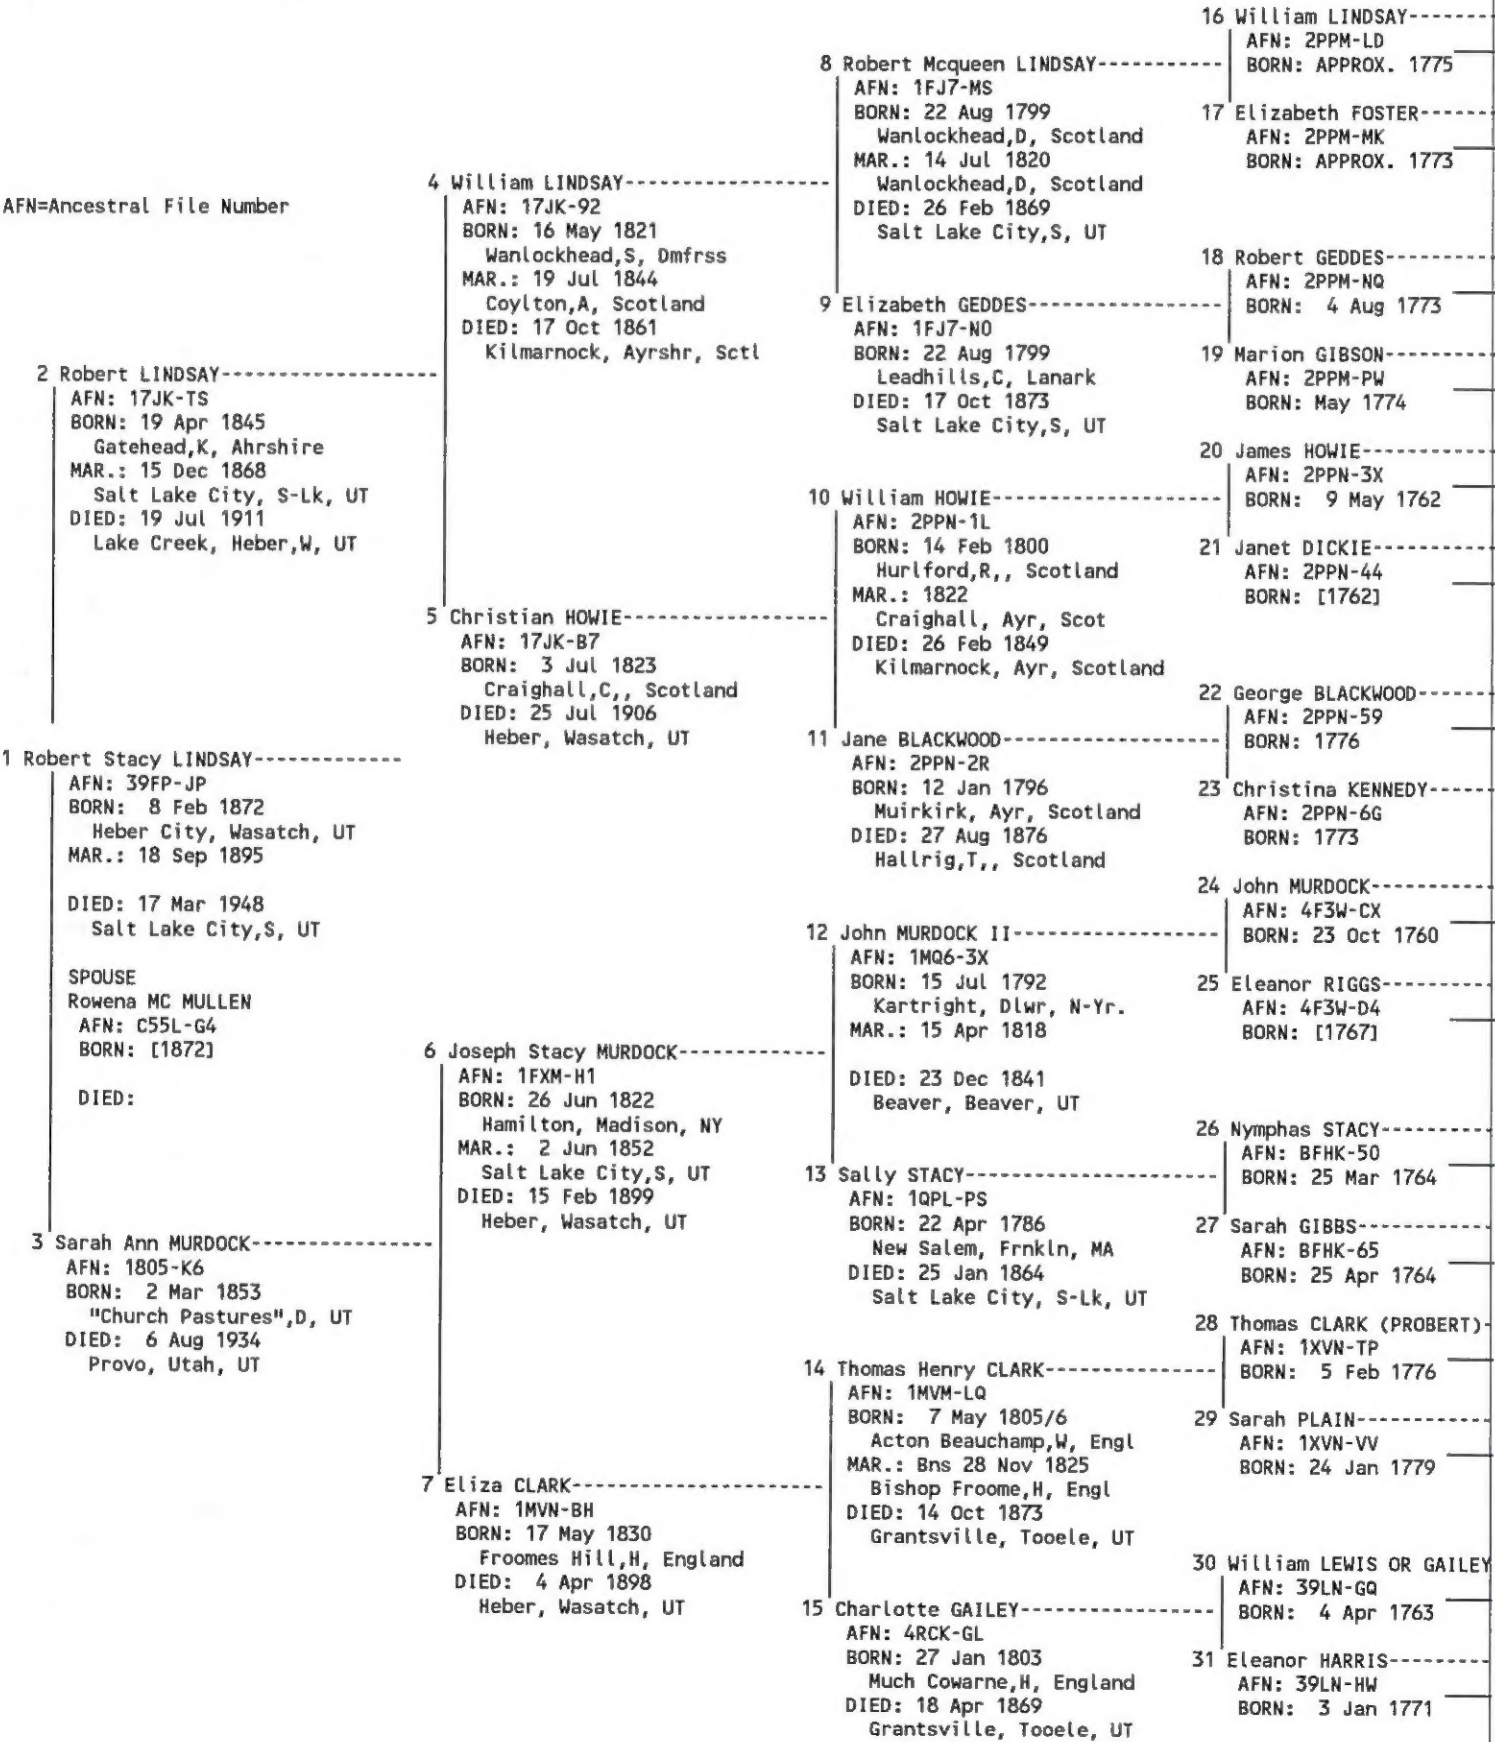 AFN=Ancestral File Number
1 Robert Stacy LINDSAY-------------
AFN: 39FP-JP
BORN:  8 Feb 1872
Heber City, Wasatch, UT
MAR.: 18 Sep 1895
DIED: 17 Mar 1948
Salt Lake City,S, UT
SPOUSE
Rowena MC MULLEN
AFN: C55L-G4
BORN: [1872]
DIED:
2 Robert LINDSAY------------------
AFN: 17JK-TS
BORN: 19 Apr 1845
Gatehead,K, Ahrshire
MAR.: 15 Dec 1868
Salt Lake City, S-Lk, UT
DIED: 19 Jul 1911
Lake Creek, Heber,W, UT
3 Sarah Ann MURDOCK---------------
AFN: 1805-K6
BORN:  2 Mar 1853
"Church Pastures",D, UT
DIED:  6 Aug 1934
Provo, Utah, UT
4 William LINDSAY-----------------
AFN: 17JK-92
BORN: 16 May 1821
Wanlockhead,S, Dmfrss
MAR.: 19 Jul 1844
Coylton,A, Scotland
DIED: 17 Oct 1861
Kilmarnock, Ayrshr, Sctl
5 Christian HOWIE-----------------
AFN: 17JK-B7
BORN:  3 Jul 1823
Craighall,C,, Scotland
DIED: 25 Jul 1906
Heber, Wasatch, UT
6 Joseph Stacy MURDOCK------------
AFN: 1FXM-H1
BORN: 26 Jun 1822
Hamilton, Madison, NY
MAR.:  2 Jun 1852
Salt Lake City,S, UT
DIED: 15 Feb 1899
Heber, Wasatch, UT
7 Eliza CLARK---------------------
AFN: 1MVN-BH
BORN: 17 May 1830
Froomes Hill,H, England
DIED:  4 Apr 1898
Heber, Wasatch, UT
8 Robert Mcqueen LINDSAY-----------
AFN: 1FJ7-MS
BORN: 22 Aug 1799
Wanlockhead,D, Scotland
MAR.: 14 Jul 1820
Wanlockhead,D, Scotland
DIED: 26 Feb 1869
Salt Lake City,S, UT
9 Elizabeth GEDDES----------------
AFN: 1FJ7-N0
BORN: 22 Aug 1799
Leadhills,C, Lanark
DIED: 17 Oct 1873
Salt Lake City,S, UT
10 William HOWIE-------------------
AFN: 2PPN-1L
BORN: 14 Feb 1800
Hurlford,R,, Scotland
MAR.: 1822
Craighall, Ayr, Scot
DIED: 26 Feb 1849
Kilmarnock, Ayr, Scotland
11 Jane BLACKWOOD------------------
AFN: 2PPN-2R
BORN: 12 Jan 1796
Muirkirk, Ayr, Scotland
DIED: 27 Aug 1876
Hallrig,T,, Scotland
12 John MURDOCK II-----------------
AFN: 1MQ6-3X
BORN: 15 Jul 1792
Kartright, Dlwr, N-Yr.
MAR.: 15 Apr 1818
DIED: 23 Dec 1841
Beaver, Beaver, UT
13 Sally STACY---------------------
AFN: 1QPL-PS
BORN: 22 Apr 1786
New Salem, Frnkln, MA
DIED: 25 Jan 1864
Salt Lake City, S-Lk, UT
14 Thomas Henry CLARK--------------
AFN: 1MVM-LQ
BORN:  7 May 1805/6
Acton Beauchamp,W, Engl
MAR.: Bns 28 Nov 1825
Bishop Froome,H, Engl
DIED: 14 Oct 1873
Grantsville, Tooele, UT
15 Charlotte GAILEY----------------
AFN: 4RCK-GL
BORN: 27 Jan 1803
Much Cowarne,H, England
DIED: 18 Apr 1869
Grantsville, Tooele, UT
16 William LINDSAY-------
AFN: 2PPM-LD
BORN: APPROX. 1775
17 Elizabeth FOSTER------
AFN: 2PPM-MK
BORN: APPROX. 1773
18 Robert GEDDES---------
AFN: 2PPM-NQ
BORN:  4 Aug 1773
19 Marion GIBSON---------
AFN: 2PPM-PW
BORN: May 1774
20 James HOWIE-----------
AFN: 2PPN-3X
BORN:  9 May 1762
21 Janet DICKIE----------
AFN: 2PPN-44
BORN: [1762]
22 George BLACKWOOD------
AFN: 2PPN-59
BORN: 1776
23 Christina KENNEDY-----
AFN: 2PPN-6G
BORN: 1773
24 John MURDOCK----------
AFN: 4F3W-CX
BORN: 23 Oct 1760
25 Eleanor RIGGS---------
AFN: 4F3W-D4
BORN: [1767]
26 Nymphas STACY---------
AFN: BFHK-50
BORN: 25 Mar 1764
27 Sarah GIBBS-----------
AFN: BFHK-65
BORN: 25 Apr 1764
28 Thomas CLARK (PROBERT)-
AFN: 1XVN-TP
BORN:  5 Feb 1776
29 Sarah PLAIN-----------
AFN: 1XVN-VV
BORN: 24 Jan 1779
30 William LEWIS OR GAILEY
AFN: 39LN-GQ
BORN:  4 Apr 1763
31 Eleanor HARRIS---------
AFN: 39LN-HW
BORN:  3 Jan 1771